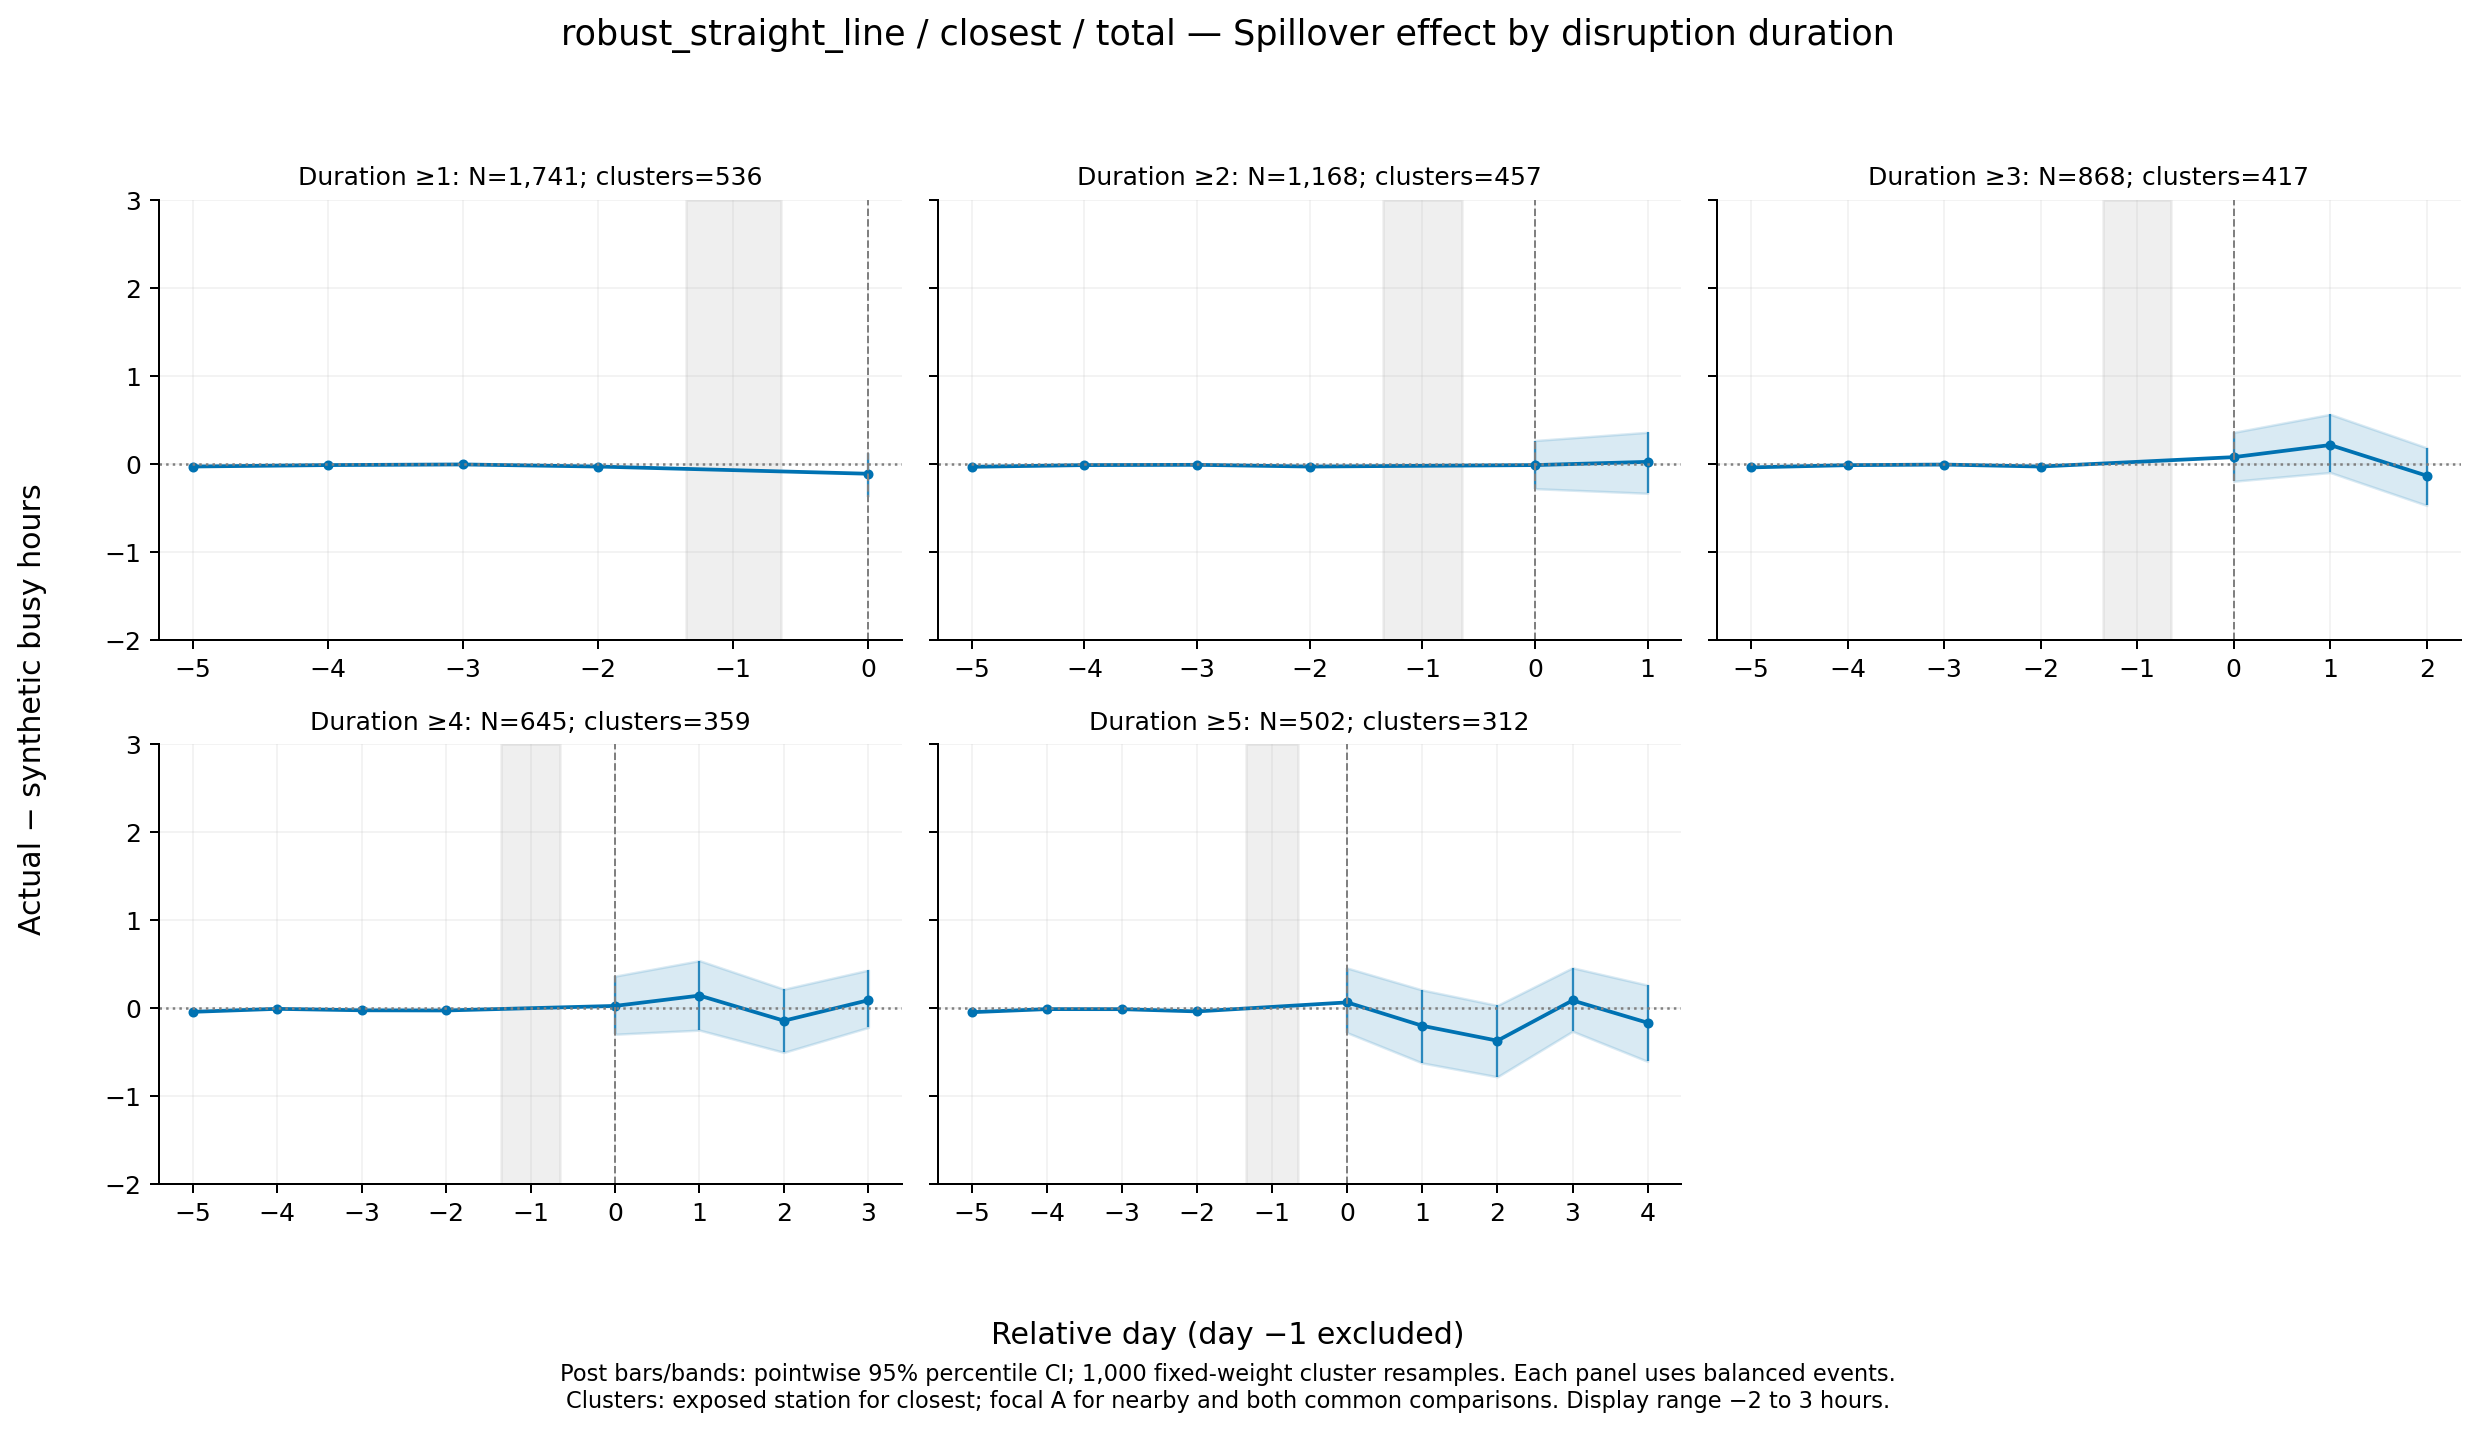 robust_straight_line / closest / total — Spillover effect by disruption duration
Duration ≥1: N=1,741; clusters=536
Duration ≥2: N=1,168; clusters=457
Duration ≥3: N=868; clusters=417
3
2
1
0
−1
−2
−5 −4 −3 −2 −1 0
−5 −4 −3 −2 −1 0 1
−5 −4 −3 −2 −1 0 1 2
Actual − synthetic busy hours
Duration ≥4: N=645; clusters=359
Duration ≥5: N=502; clusters=312
3
2
1
0
−1
−2
−5 −4 −3 −2 −1 0 1 2 3
−5 −4 −3 −2 −1 0 1 2 3 4
Relative day (day −1 excluded)
Post bars/bands: pointwise 95% percentile CI; 1,000 fixed-weight cluster resamples. Each panel uses balanced events.
Clusters: exposed station for closest; focal A for nearby and both common comparisons. Display range −2 to 3 hours.